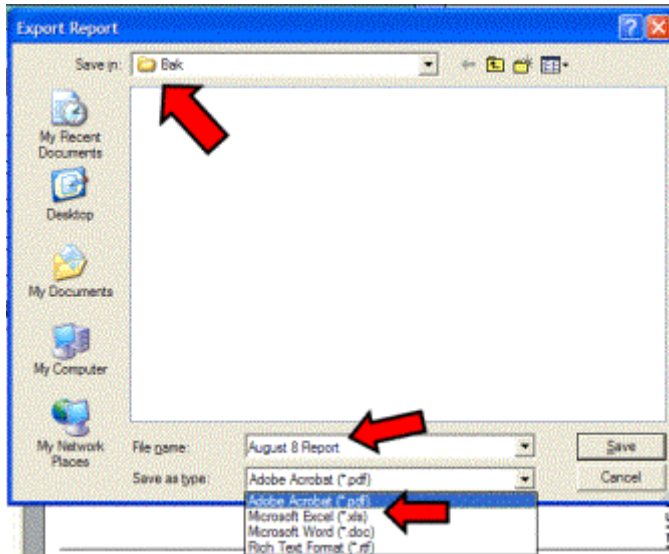 Export Report
Save in:
Bak
My Recent
Documents
Desktop
My Documents
My Computer
My Network
Places
File name:
August 8 Report
Save
Save as type:
Adobe Acrobat (*.pdf)
Cancel
Adobe Acrobat (*.pdf)
Microsoft Excel (*.xls)
Microsoft Word (*.doc)
Rich Text Format (*.rtf)